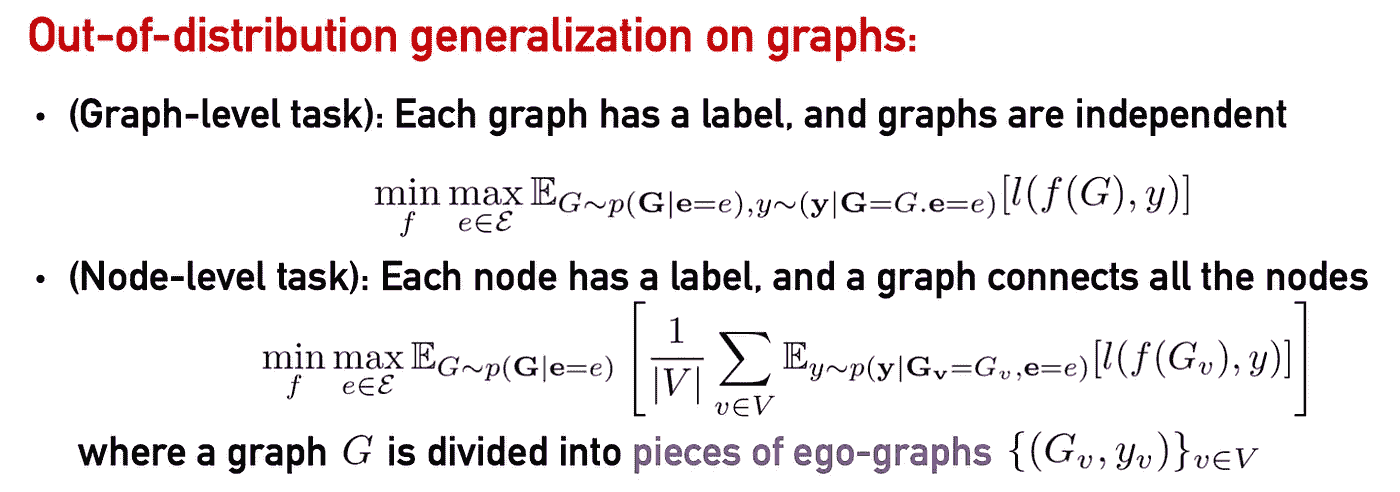 Out-of-distribution generalization on graphs:
• (Graph-level task): Each graph has a label, and graphs are independent
$\min_{f} \max_{e \in \mathcal{E}} \mathbb{E}_{G \sim p(\mathbf{G}|\mathbf{e}=e), y \sim (\mathbf{y}|\mathbf{G}=G.\mathbf{e}=e)}[l(f(G), y)]$
• (Node-level task): Each node has a label, and a graph connects all the nodes
$\min_{f} \max_{e \in \mathcal{E}} \mathbb{E}_{G \sim p(\mathbf{G}|\mathbf{e}=e)} \left[ \frac{1}{|V|} \sum_{v \in V} \mathbb{E}_{y \sim p(\mathbf{y}|\mathbf{G_v}=G_v, \mathbf{e}=e)}[l(f(G_v), y)] \right]$
where a graph $G$ is divided into pieces of ego-graphs $\{(G_v, y_v)\}_{v \in V}$